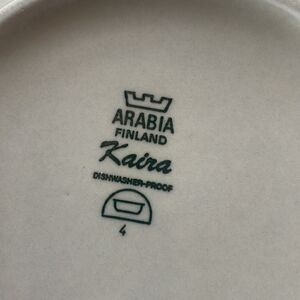 ARABIA
FINLAND
Kaira
DISHWASHER-PROOF
4